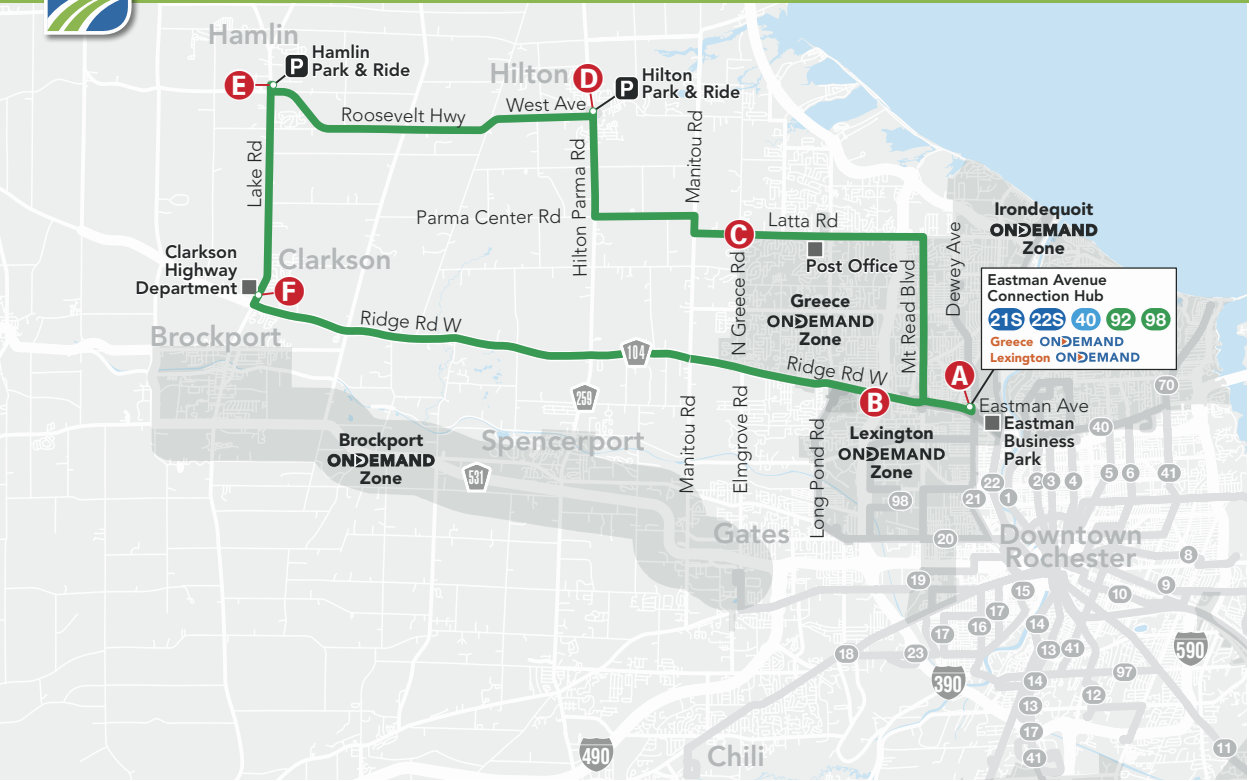 Hamlin
Hamlin
Park & Ride
P
E
Hilton
D
Hilton
Park & Ride
P
West Ave
Roosevelt Hwy
Lake Rd
Hilton Parma Rd
Manitou Rd
Parma Center Rd
Latta Rd
C
Post Office
N Greece Rd
Mt Read Blvd
Dewey Ave
Irondequoit
ONDEMAND
Zone
Clarkson
Highway
Department
Clarkson
F
Greece
ONDEMAND
Zone
Eastman Avenue
Connection Hub
21S 22S 40 92 98
Greece ONDEMAND
Lexington ONDEMAND
Brockport
Ridge Rd W
104
Ridge Rd W
A
B
70
259
Eastman Ave
Eastman
Business
Park
40
Manitou Rd
Elmgrove Rd
Long Pond Rd
Lexington
ONDEMAND
Zone
Brockport
ONDEMAND
Zone
Spencerport
531
22
2
3
4
5
6
41
98
21
1
Gates
20
Downtown
Rochester
8
19
15
10
9
17
16
14
17
13
41
590
18
23
390
14
97
12
13
17
490
Chili
41
11